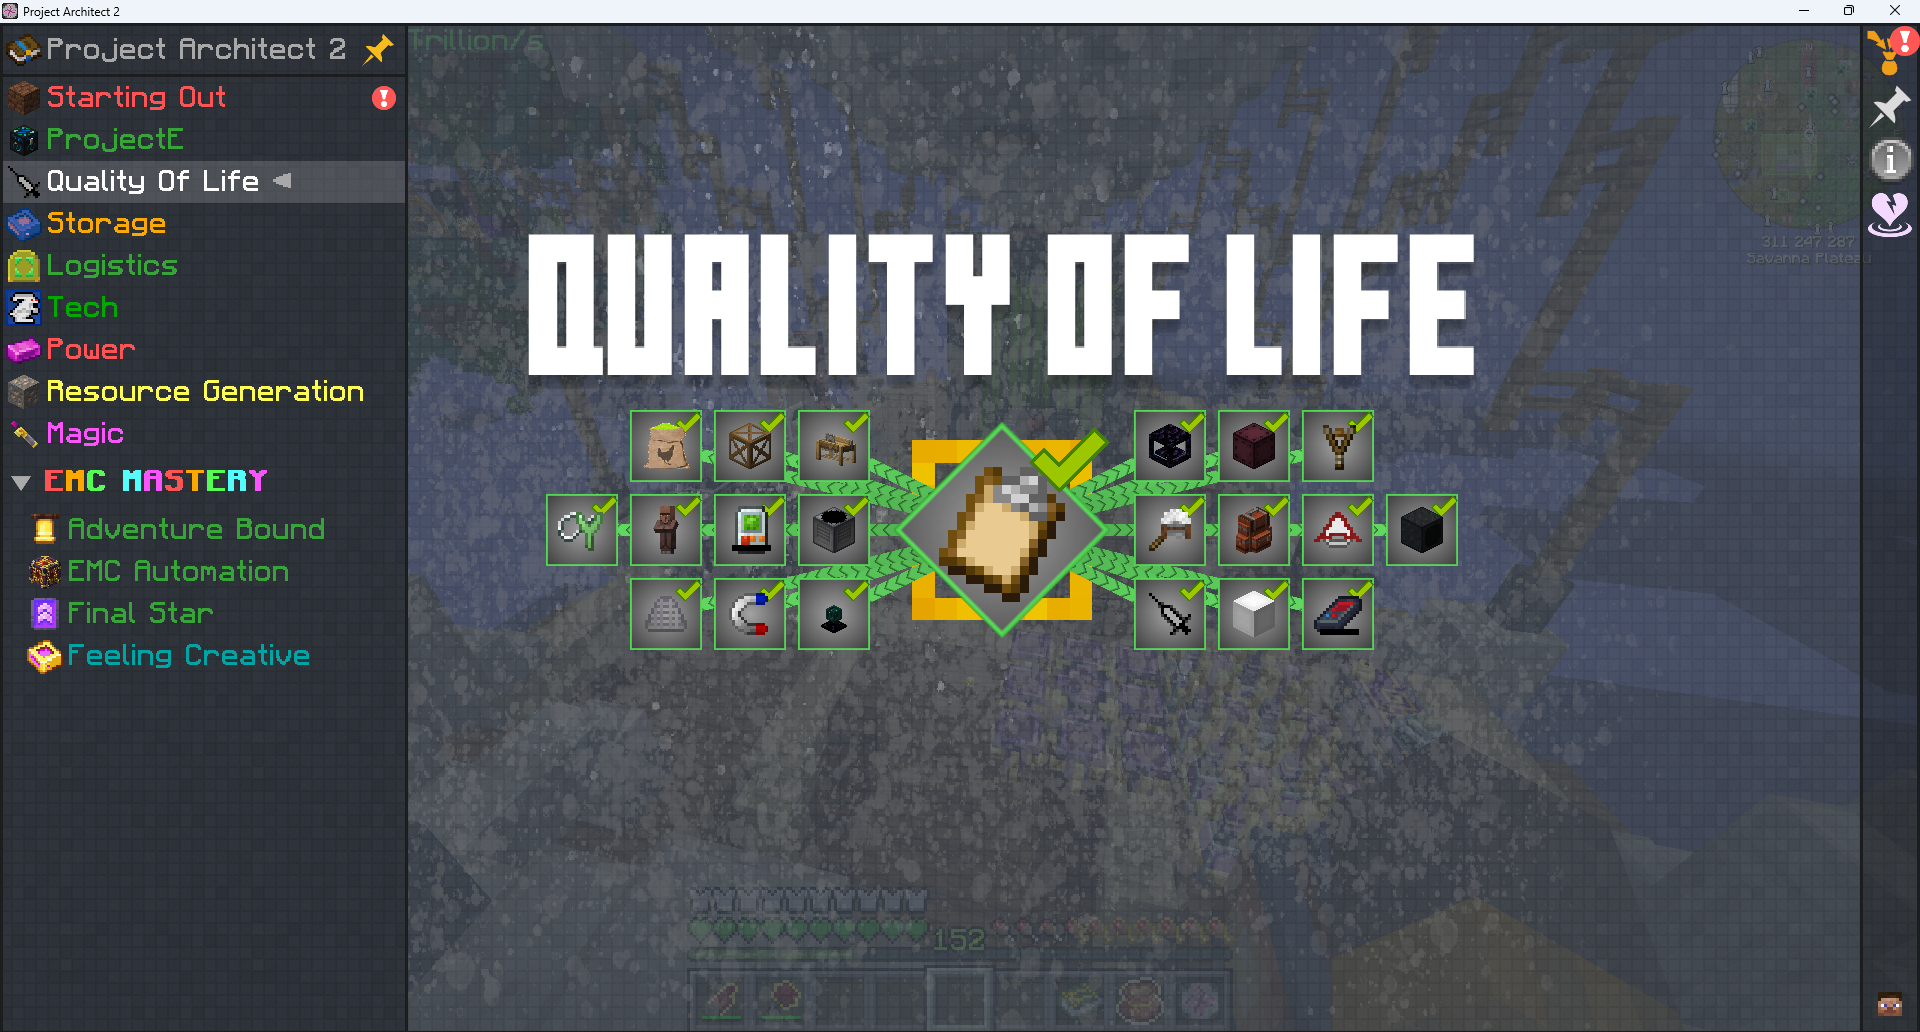 Project Architect 2
Project Architect 2
Trillion/s
Starting Out
ProjectE
Quality Of Life
Storage
Logistics
Tech
Power
Resource Generation
Magic
EMC MASTERY
Adventure Bound
EMC Automation
Final Star
Feeling Creative
QUALITY OF LIFE
311 247 287
Savanna Plateau
152